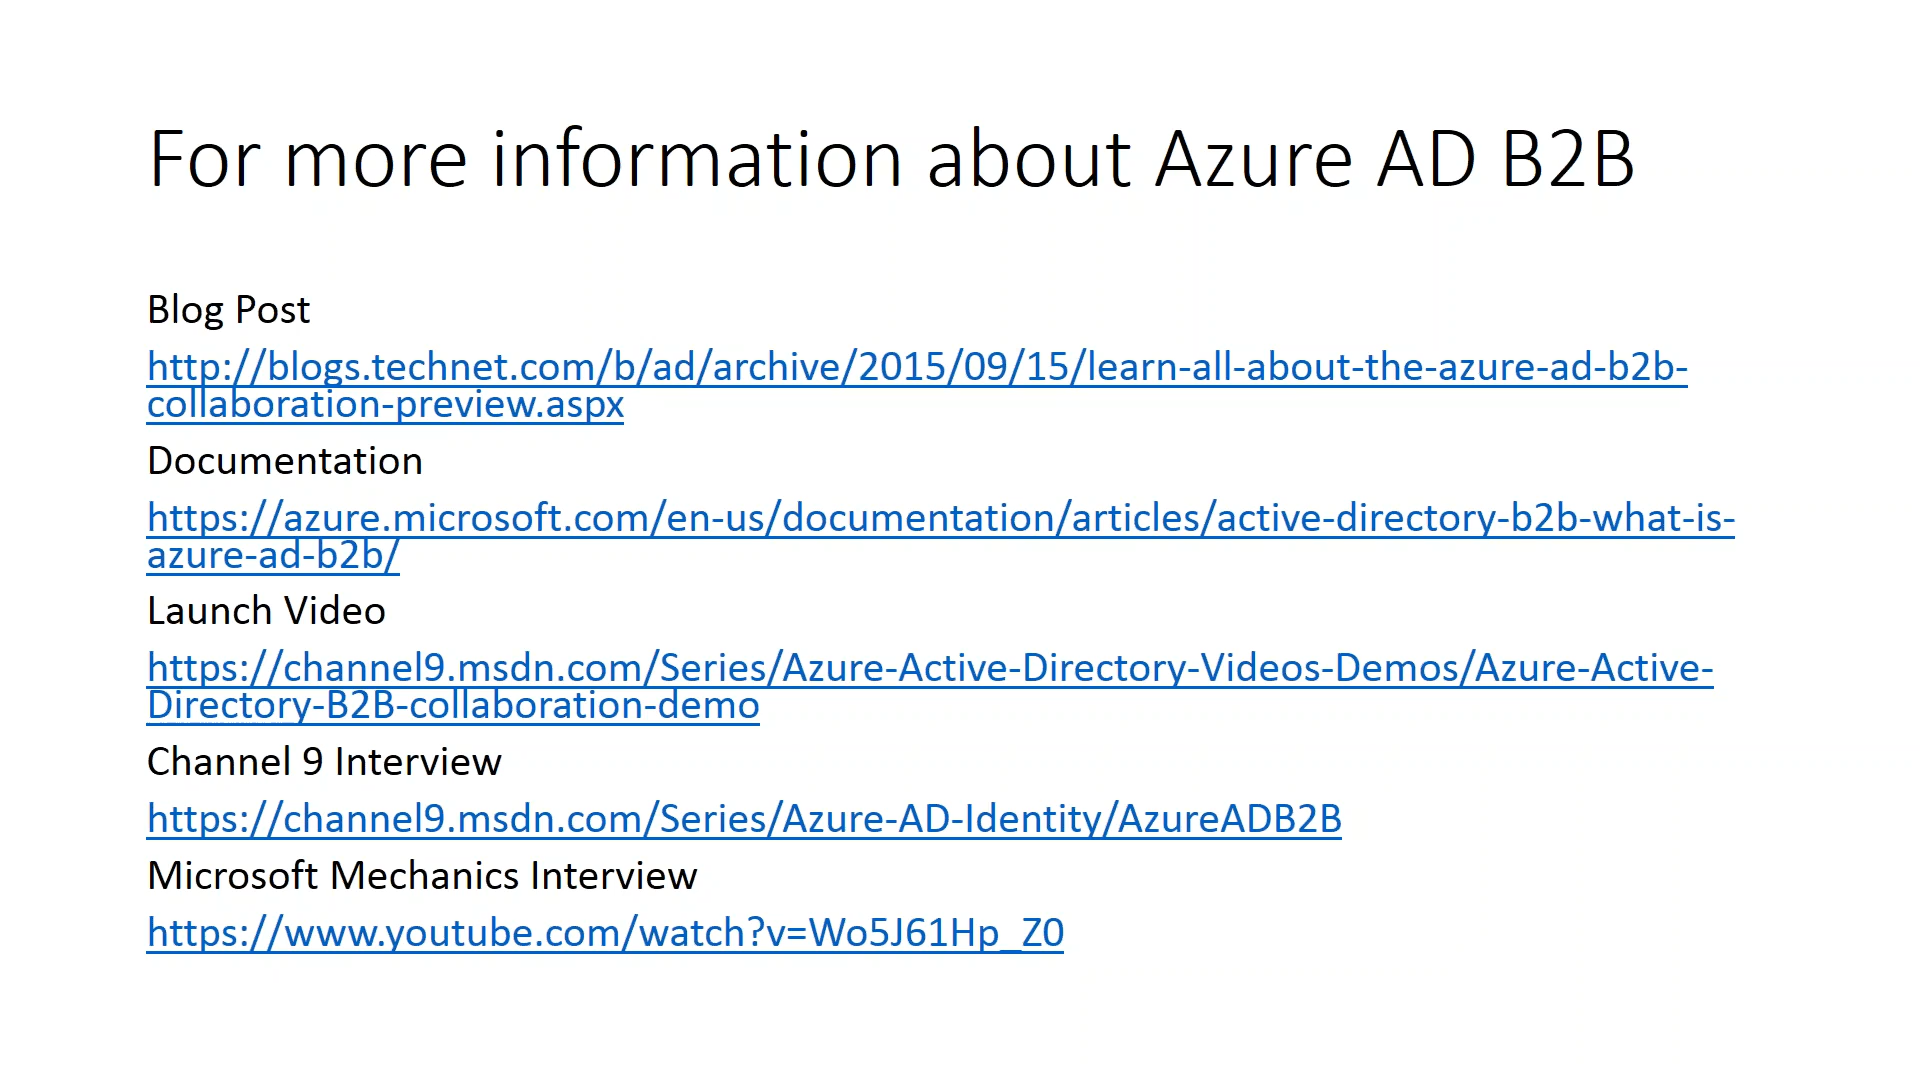 For more information about Azure AD B2B
Blog Post
http://blogs.technet.com/b/ad/archive/2015/09/15/learn-all-about-the-azure-ad-b2b-
collaboration-preview.aspx
Documentation
https://azure.microsoft.com/en-us/documentation/articles/active-directory-b2b-what-is-
azure-ad-b2b/
Launch Video
https://channel9.msdn.com/Series/Azure-Active-Directory-Videos-Demos/Azure-Active-
Directory-B2B-collaboration-demo
Channel 9 Interview
https://channel9.msdn.com/Series/Azure-AD-Identity/AzureADB2B
Microsoft Mechanics Interview
https://www.youtube.com/watch?v=Wo5J61Hp_Z0